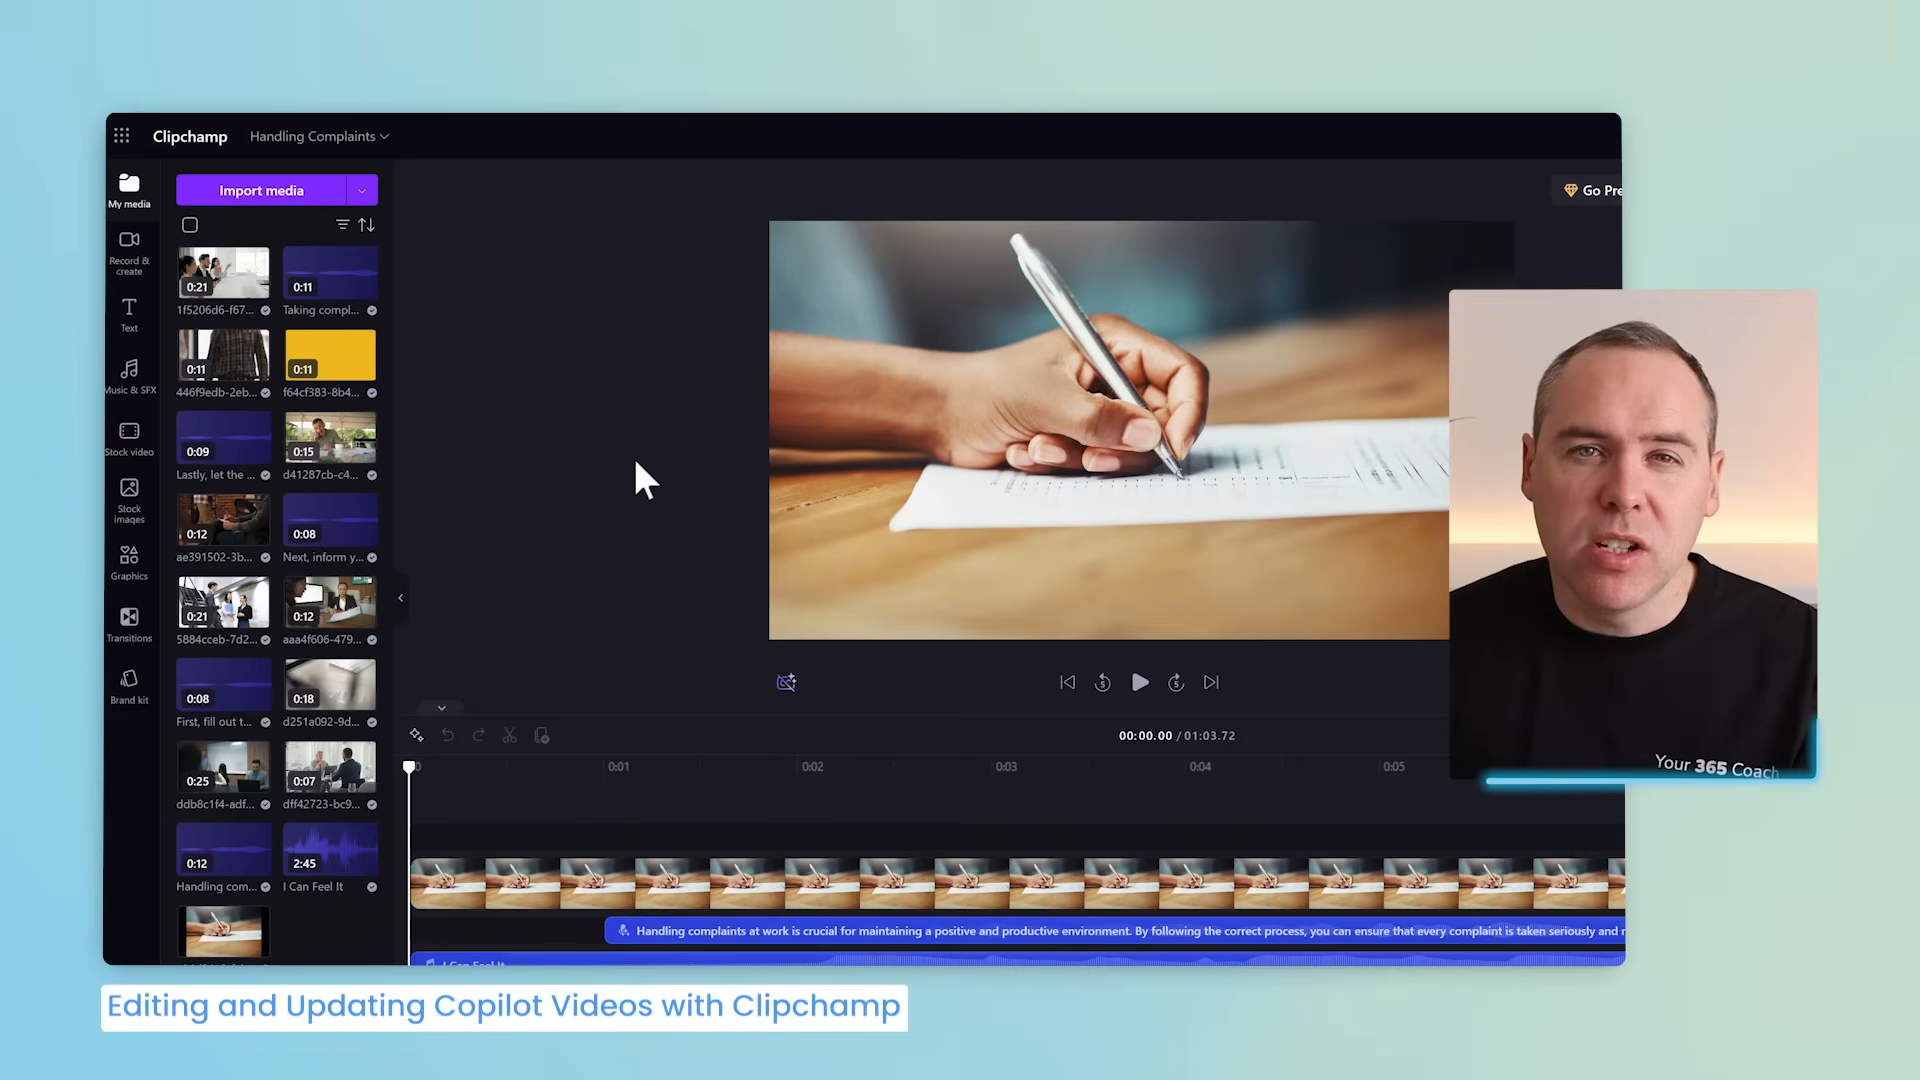 Clipchamp
Handling Complaints
My media
Import media
Go Pre
Record &
create
Text
Music & SFX
Stock video
Stock
images
Graphics
Transitions
Brand kit
0:21
0:11
1f5206d6-f67...
Taking compl...
0:11
0:11
446f9edb-2eb...
f64cf383-8b4...
0:09
0:15
Lastly, let the ...
d41287cb-c4...
0:12
0:08
ae391502-3b...
Next, inform y...
0:21
0:12
5884cceb-7d2...
aaa4f606-479...
0:08
0:18
First, fill out t...
d251a092-9d...
0:25
0:07
ddb8c1f4-adf...
dff42723-bc9...
0:12
2:45
Handling com...
I Can Feel It
5
5
00:00.00 / 01:03.72
0
0:01
0:02
0:03
0:04
0:05
Handling complaints at work is crucial for maintaining a positive and productive environment. By following the correct process, you can ensure that every complaint is taken seriously and r
I Can Feel It
Your 365 Coach
Editing and Updating Copilot Videos with Clipchamp